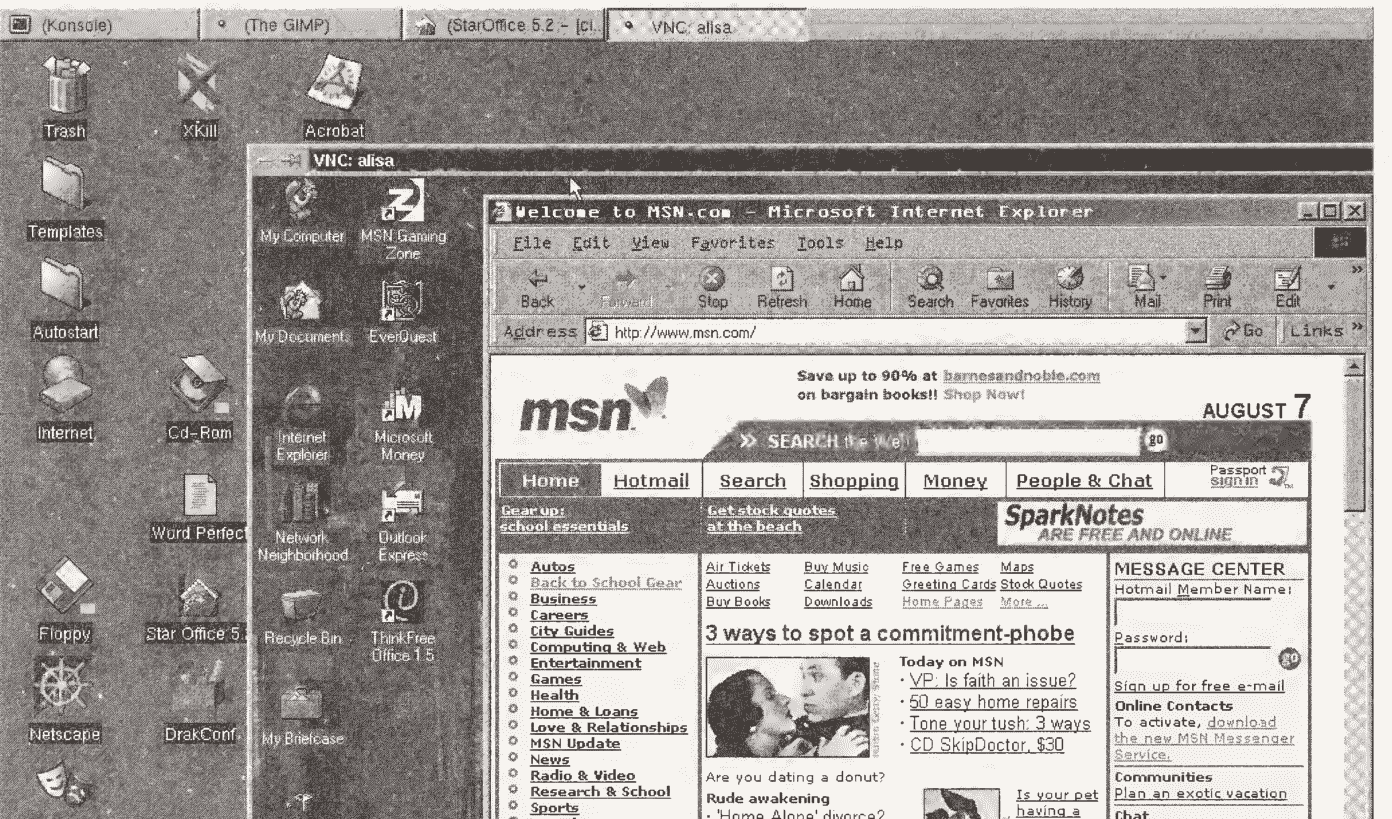 (Konsole)
(The GIMP)
(StarOffice 5.2 - [ci..
VNC: alisa
Trash
XKill
Acrobat
Templates
Autostart
Internet
Cd-Rom
Word Perfect
Floppy
Star Office 5.
Netscape
DrakConf
VNC: alisa
My Computer
MSN Gaming
Zone
My Documents
EverQuest
Internet
Explorer
Microsoft
Money
Network
Neighborhood
Outlook
Express
Recycle Bin
ThinkFree
Office 1.5
My Briefcase
Welcome to MSN.com - Microsoft Internet Explorer
File Edit View Favorites Tools Help
Back Forward Stop Refresh Home Search Favorites History Mail Print Edit
Address http://www.msn.com/ Go Links »
msn
Save up to 90% at barnesandnoble.com
on bargain books!! Shop Now!
AUGUST 7
» SEARCH the Web go
Home Hotmail Search Shopping Money People & Chat
Passport
sign in
Gear up:
school essentials
Get stock quotes
at the beach
SparkNotes
ARE FREE AND ONLINE
Autos
Back to School Gear
Business
Careers
City Guides
Computing & Web
Entertainment
Games
Health
Home & Loans
Love & Relationships
MSN Update
News
Radio & Video
Research & School
Sports
Air Tickets Buy Music Free Games Maps
Auctions Calendar Greeting Cards Stock Quotes
Buy Books Downloads Home Pages More ...
3 ways to spot a commitment-phobe
Today on MSN
· VP: Is faith an issue?
· 50 easy home repairs
· Tone your tush: 3 ways
· CD SkipDoctor, $30
Are you dating a donut?
Rude awakening
· 'Home Alone' divorce?
Is your pet
having a
MESSAGE CENTER
Hotmail Member Name:
Password:
go
Sign up for free e-mail
Online Contacts
To activate, download
the new MSN Messenger
Service.
Communities
Plan an exotic vacation
Chat